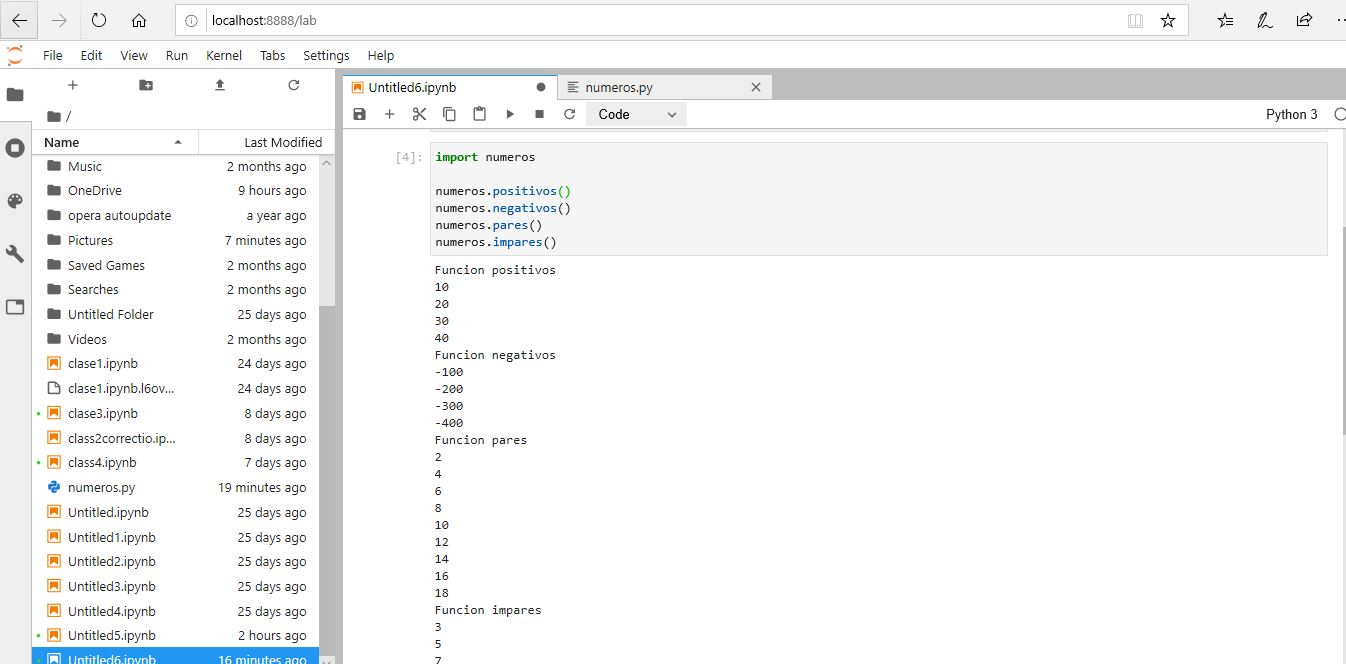 localhost:8888/lab
File Edit View Run Kernel Tabs Settings Help
/
Name Last Modified
Music 2 months ago
OneDrive 9 hours ago
opera autoupdate a year ago
Pictures 7 minutes ago
Saved Games 2 months ago
Searches 2 months ago
Untitled Folder 25 days ago
Videos 2 months ago
clase1.ipynb 24 days ago
clase1.ipynb.l6ov... 24 days ago
clase3.ipynb 8 days ago
class2correctio.ip... 8 days ago
class4.ipynb 7 days ago
numeros.py 19 minutes ago
Untitled.ipynb 25 days ago
Untitled1.ipynb 25 days ago
Untitled2.ipynb 25 days ago
Untitled3.ipynb 25 days ago
Untitled4.ipynb 25 days ago
Untitled5.ipynb 2 hours ago
Untitled6.ipynb 16 minutes ago
Untitled6.ipynb numeros.py
Code Python 3
[4]: import numeros
numeros.positivos()
numeros.negativos()
numeros.pares()
numeros.impares()
Funcion positivos
10
20
30
40
Funcion negativos
-100
-200
-300
-400
Funcion pares
2
4
6
8
10
12
14
16
18
Funcion impares
3
5
7